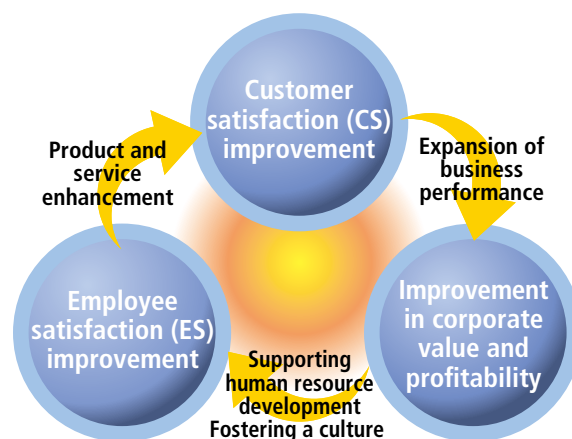 Customer
satisfaction (CS)
improvement
Product and
service
enhancement
Expansion of
business
performance
Employee
satisfaction (ES)
improvement
Improvement
in corporate
value and
profitability
Supporting
human resource
development
Fostering a culture